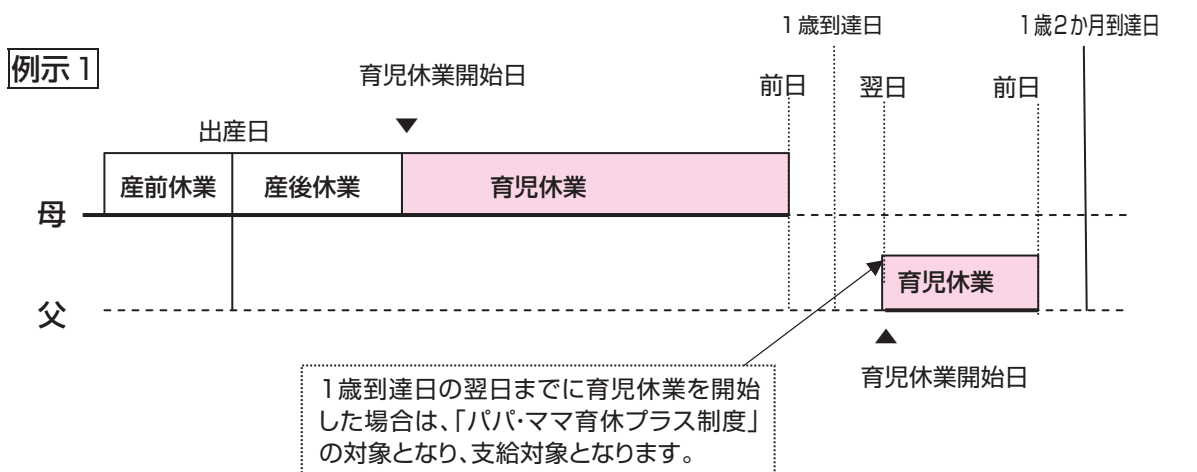 1歳到達日
1歳2か月到達日
例示1
育児休業開始日
前日
翌日
前日
出産日
▼
産前休業
産後休業
育児休業
母
育児休業
父
▲
育児休業開始日
1歳到達日の翌日までに育児休業を開始
した場合は、「パパ・ママ育休プラス制度」
の対象となり、支給対象となります。